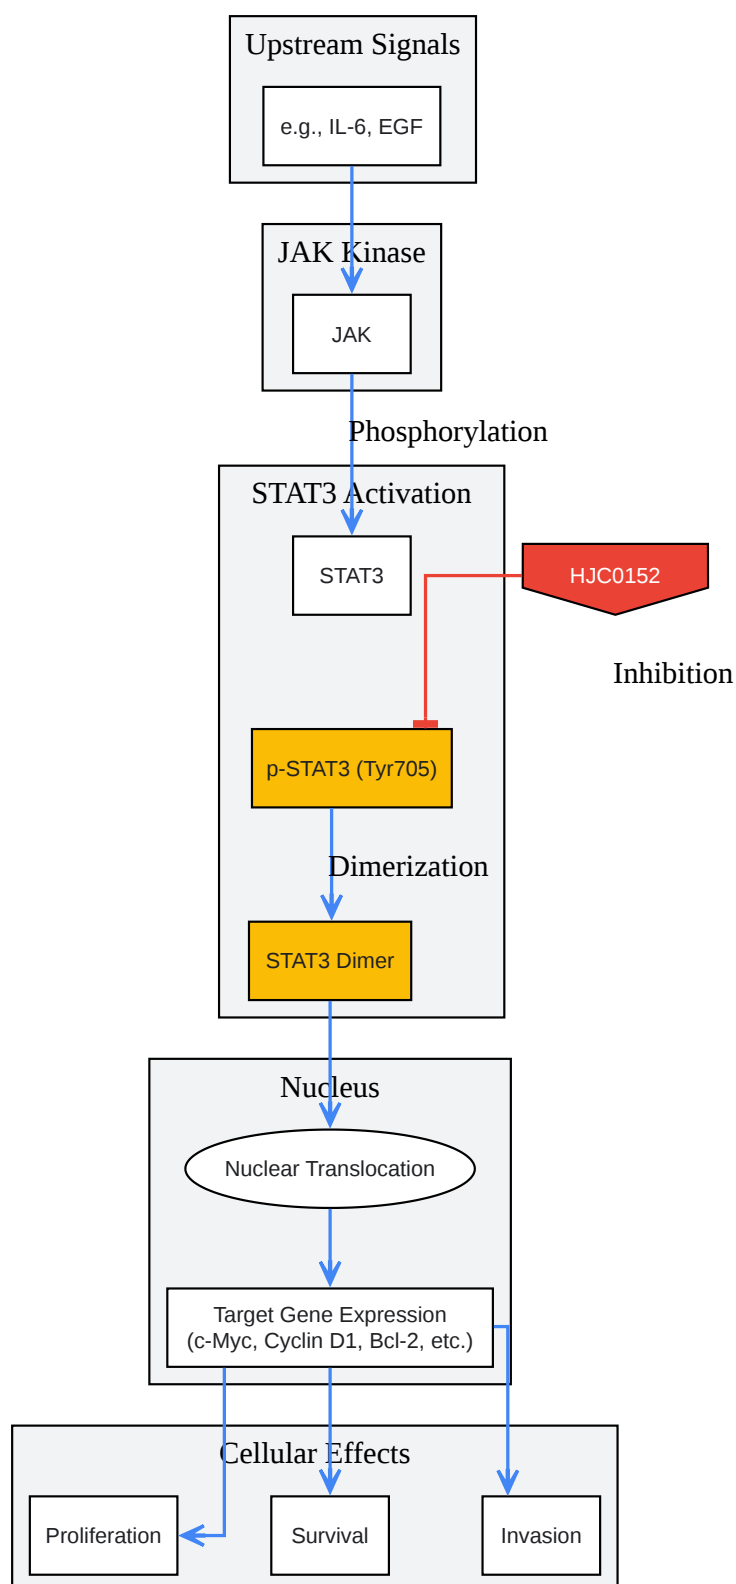 Upstream Signals
e.g., IL-6, EGF
JAK Kinase
JAK
Phosphorylation
STAT3 Activation
STAT3
HJC0152
Inhibition
p-STAT3 (Tyr705)
Dimerization
STAT3 Dimer
Nucleus
Nuclear Translocation
Target Gene Expression
(c-Myc, Cyclin D1, Bcl-2, etc.)
Cellular Effects
Proliferation
Survival
Invasion